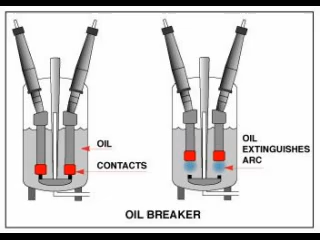 OIL
CONTACTS
OIL
EXTINGUISHES
ARC
OIL BREAKER